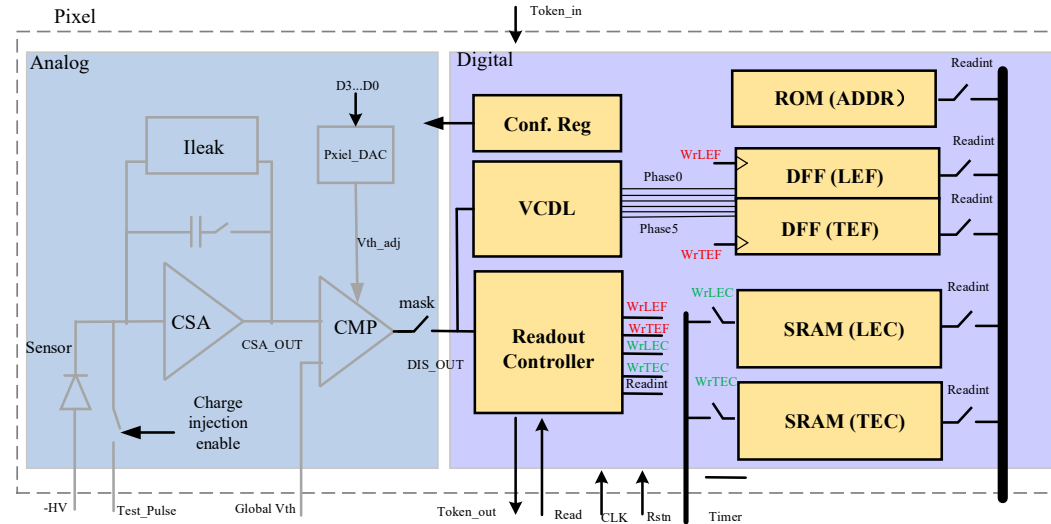 Pixel
Token_in
Analog
Digital
D3...D0
Readint
ROM (ADDR）
Conf. Reg
Ileak
Pxiel_DAC
WrLEF
Readint
DFF (LEF)
Phase0
VCDL
Readint
DFF (TEF)
Phase5
Vth_adj
WrTEF
WrLEC
Readint
mask
WrLEF
CSA
CMP
WrTEF
SRAM (LEC)
Readout
Controller
WrLEC
Sensor
CSA_OUT
DIS_OUT
WrTEC
WrTEC
Readint
Readint
Charge
injection
enable
SRAM (TEC)
-HV
Test_Pulse
Global Vth
Token_out
Read
CLK
Rstn
Timer